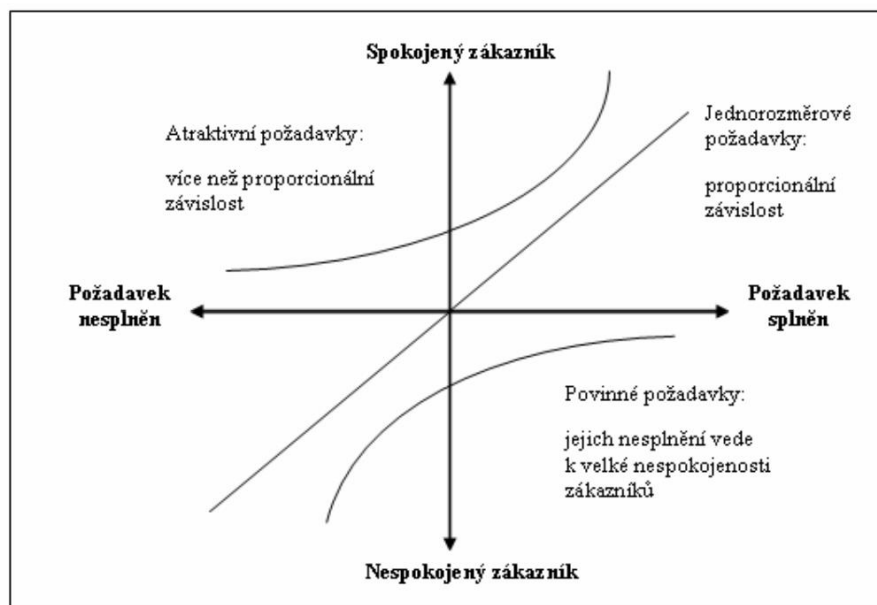 Spokojený zákazník
Atraktivní požadavky:
více než proporcionální
závislost
Jednorozměrové
požadavky:
proporcionální
závislost
Požadavek
nesplněn
Požadavek
splněn
Povinné požadavky:
jejich nesplnění vede
k velké nespokojenosti
zákazníků
Nespokojený zákazník